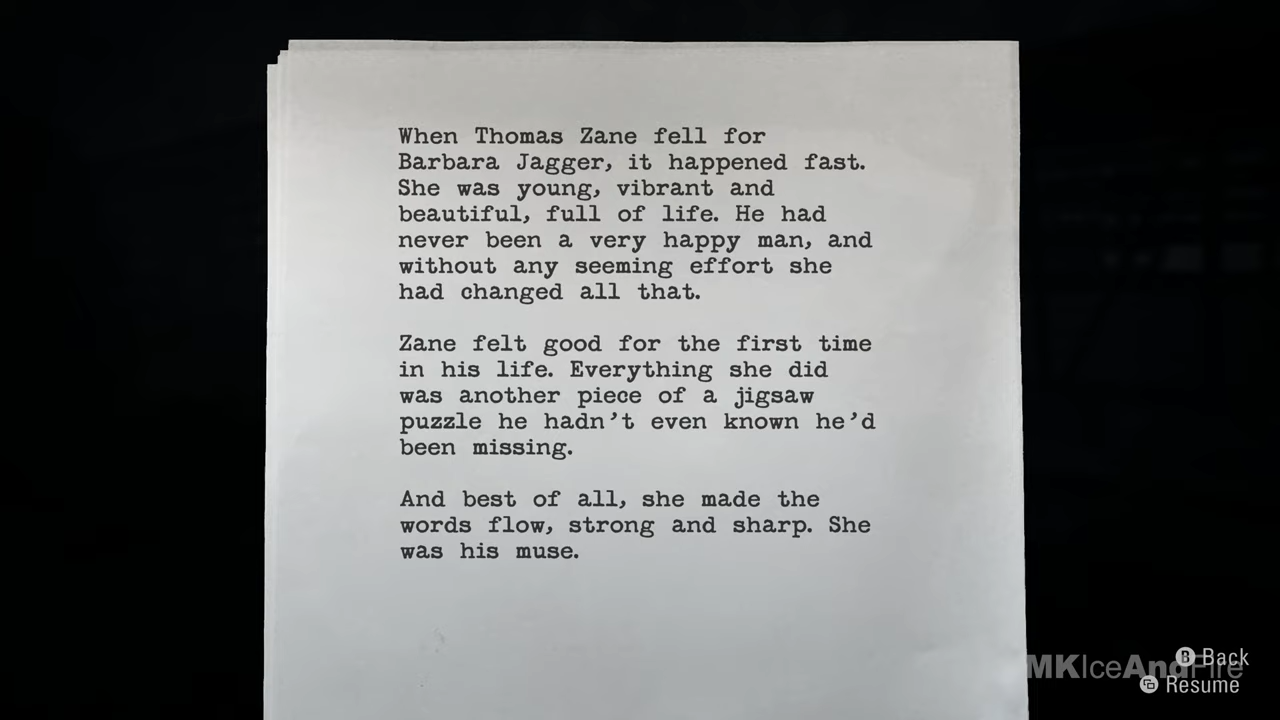 When Thomas Zane fell for
Barbara Jagger, it happened fast.
She was young, vibrant and
beautiful, full of life. He had
never been a very happy man, and
without any seeming effort she
had changed all that.
Zane felt good for the first time
in his life. Everything she did
was another piece of a jigsaw
puzzle he hadn’t even known he’d
been missing.
And best of all, she made the
words flow, strong and sharp. She
was his muse.
MKIceAndFire
B Back
Resume